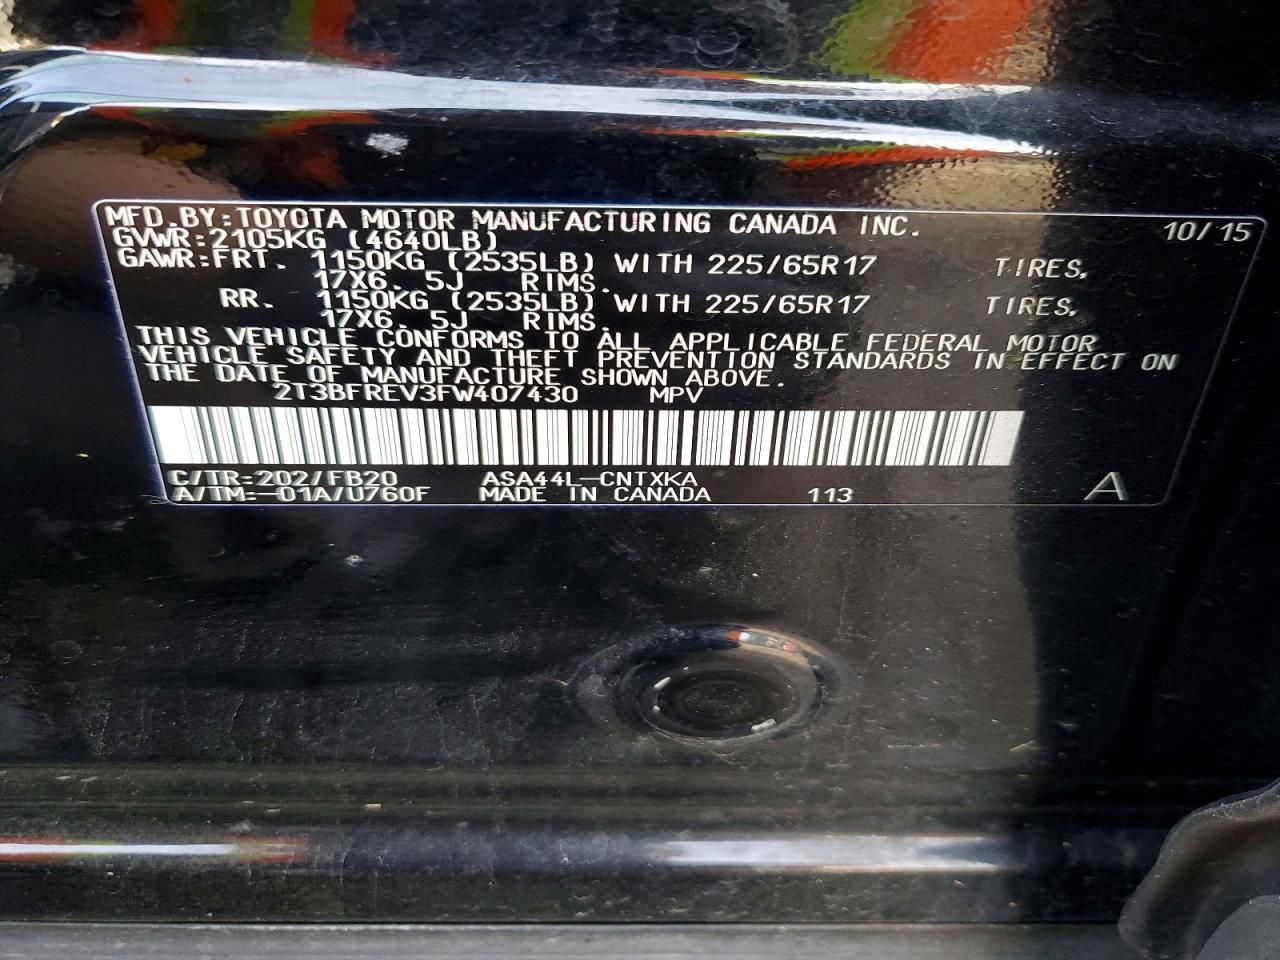 MFD.BY:TOYOTA MOTOR MANUFACTURING CANADA INC. 10/15
GVWR:2105KG (4640LB)
GAWR:FRT. 1150KG (2535LB) WITH 225/65R17 TIRES,
17X6.5J RIMS.
RR. 1150KG (2535LB) WITH 225/65R17 TIRES,
17X6.5J RIMS.
THIS VEHICLE CONFORMS TO ALL APPLICABLE FEDERAL MOTOR
VEHICLE SAFETY AND THEFT PREVENTION STANDARDS IN EFFECT ON
THE DATE OF MANUFACTURE SHOWN ABOVE.
2T3BFREV3FW407430 MPV
C/TR:202/FB20 ASA44L-CNTXKA
A/TM:-01A/U760F MADE IN CANADA 113 A